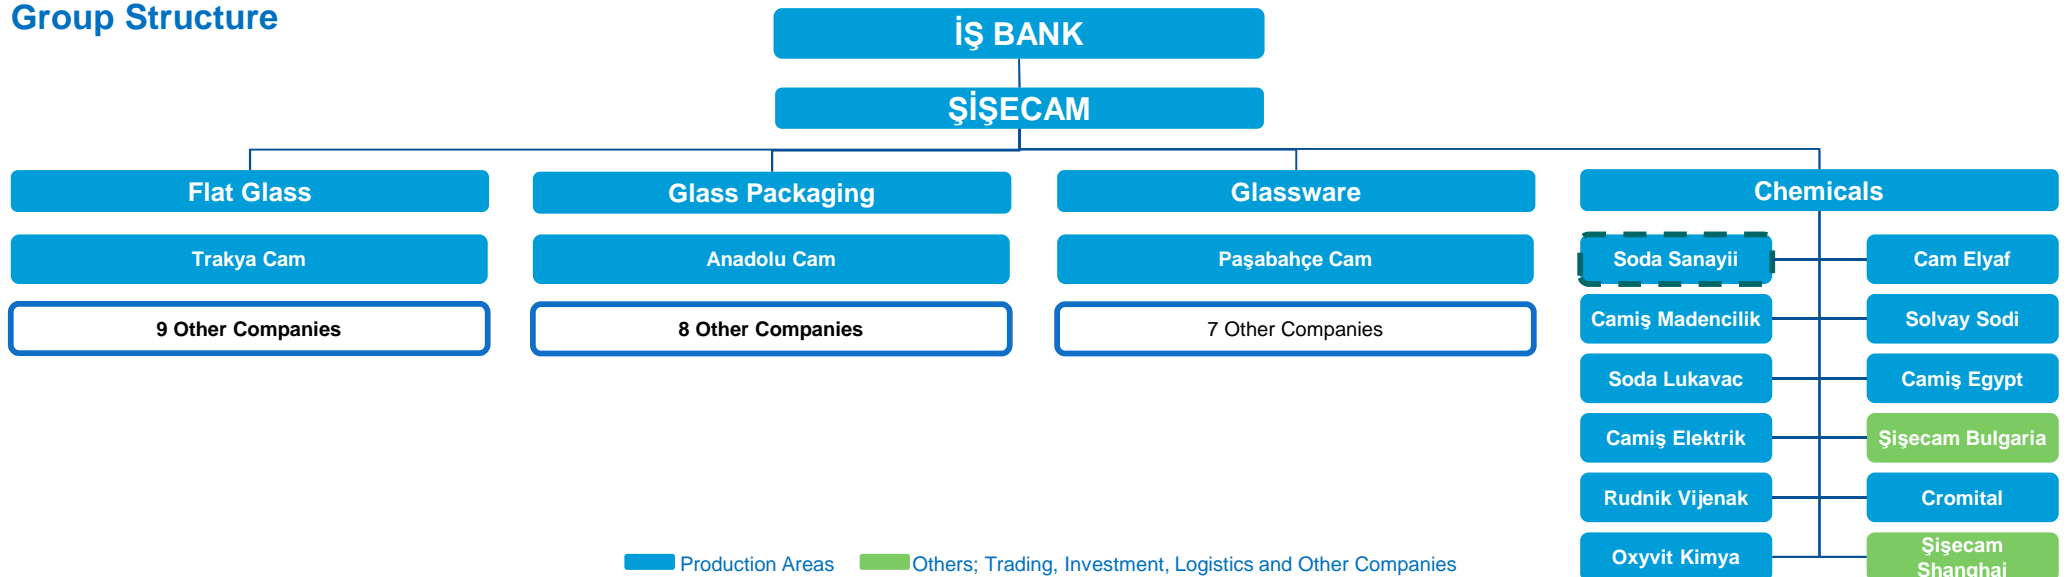 Group Structure
İŞ BANK
ŞİŞECAM
Flat Glass
Glass Packaging
Glassware
Chemicals
Trakya Cam
Anadolu Cam
Paşabahçe Cam
Soda Sanayii
Cam Elyaf
9 Other Companies
8 Other Companies
7 Other Companies
Camiş Madencilik
Solvay Sodi
Soda Lukavac
Camiş Egypt
Camiş Elektrik
Şişecam Bulgaria
Rudnik Vijenak
Cromital
Oxyvit Kimya
Şişecam
Shanghai
Production Areas
Others; Trading, Investment, Logistics and Other Companies